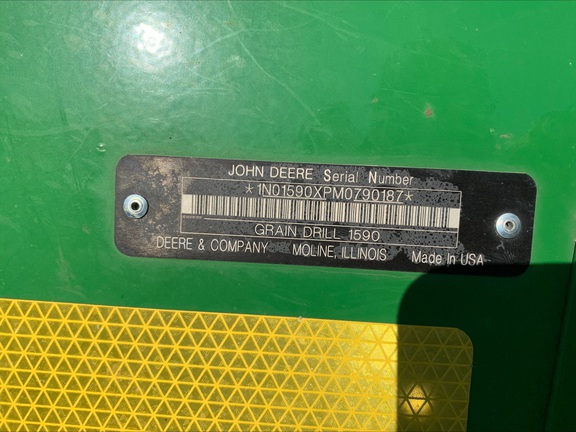 JOHN DEERE Serial Number
*1N01590XPM0790187*
GRAIN DRILL 1590
DEERE & COMPANY MOLINE, ILLINOIS Made In USA